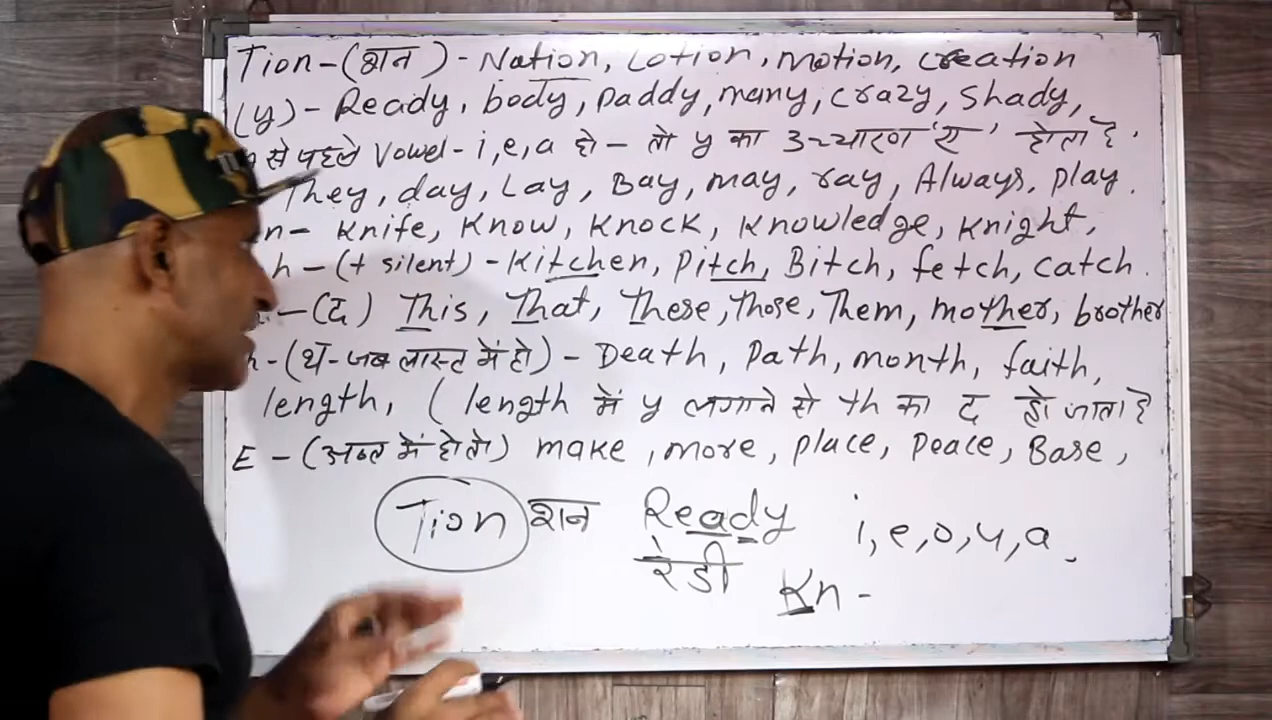 Tion-(शन) - Nation, Lotion, motion, Creation
(y) - Ready, body, Daddy, many, crazy, Shady,
से पहले Vowel - i,e,a हो - तो y का उच्चारण 'ए' होता है.
They, day, Lay, Bay, may, ray, Always, play.
n- Knife, Know, Knock, Knowledge, Knight,
h - (t silent) - Kitchen, Pitch, Bitch, fetch, Catch.
-(द) This, That, These, those, Them, mother, brother
h-(थ-जब लास्ट में हो) - Death, Path, month, faith,
length, ( length में y लगाने से th का द हो जाता है
E - (अन्त में हो तो) make, more, place, peace, Base,
Tion शन Ready i,e,o,u,a.
रेडी Kn -